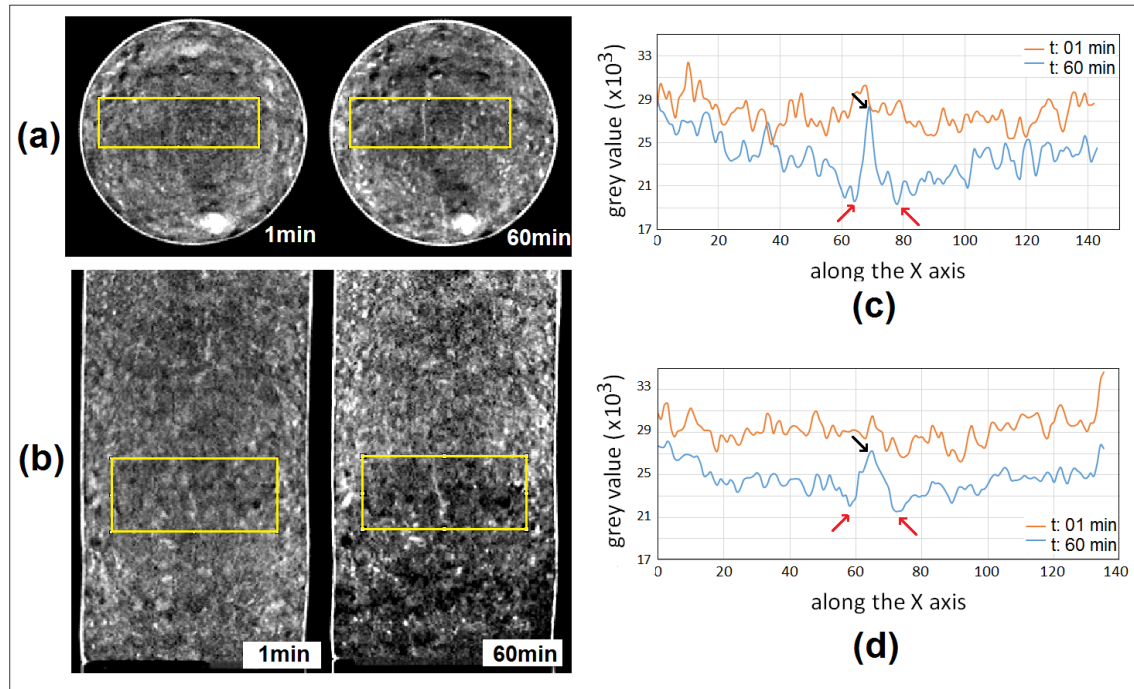 (a)
1min
60min
(b)
1min
60min
grey value (x10³)
33
29
25
21
17
0 20 40 60 80 100 120 140
t: 01 min
t: 60 min
along the X axis
(c)
grey value (x10³)
33
29
25
21
17
0 20 40 60 80 100 120 140
t: 01 min
t: 60 min
along the X axis
(d)